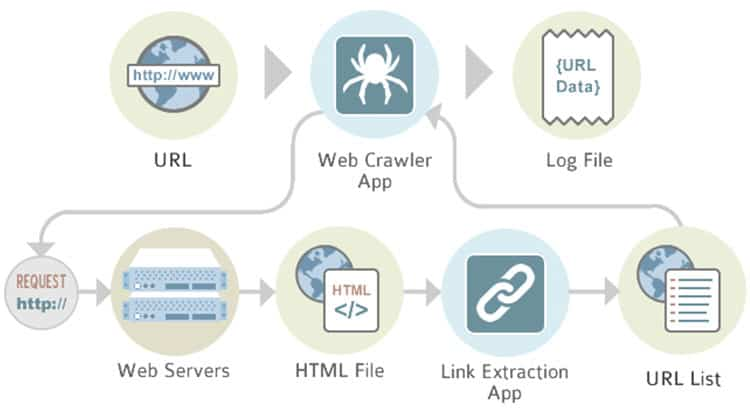 http://www
{URL
Data}
URL
Web Crawler
App
Log File
REQUEST
http://
HTML
</>
Web Servers
HTML File
Link Extraction
App
URL List